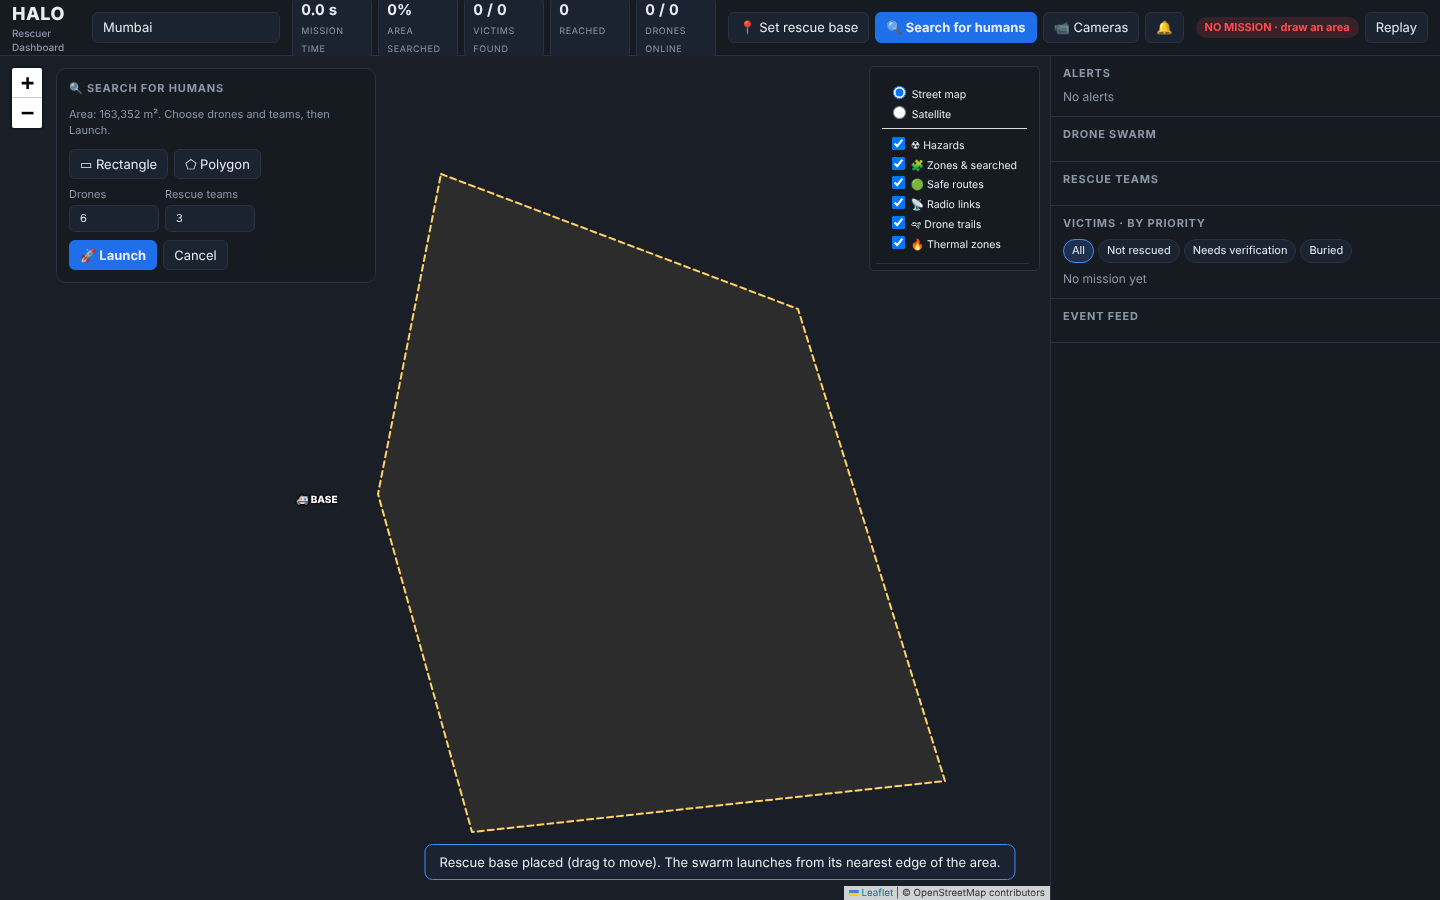 HALO
Rescuer
Dashboard
Mumbai
0.0 s
MISSION
TIME
0%
AREA
SEARCHED
0 / 0
VICTIMS
FOUND
0
REACHED
0 / 0
DRONES
ONLINE
📍 Set rescue base
🔍 Search for humans
📹 Cameras
🔔
NO MISSION · draw an area
Replay
+
−
🔍 SEARCH FOR HUMANS
Area: 163,352 m². Choose drones and teams, then
Launch.
▭ Rectangle
⬠ Polygon
Drones
Rescue teams
6
3
🚀 Launch
Cancel
Street map
Satellite
☢ Hazards
🧩 Zones & searched
🟢 Safe routes
📡 Radio links
🛩 Drone trails
🔥 Thermal zones
🚑 BASE
Rescue base placed (drag to move). The swarm launches from its nearest edge of the area.
Leaflet | © OpenStreetMap contributors
ALERTS
No alerts
DRONE SWARM
RESCUE TEAMS
VICTIMS · BY PRIORITY
All
Not rescued
Needs verification
Buried
No mission yet
EVENT FEED